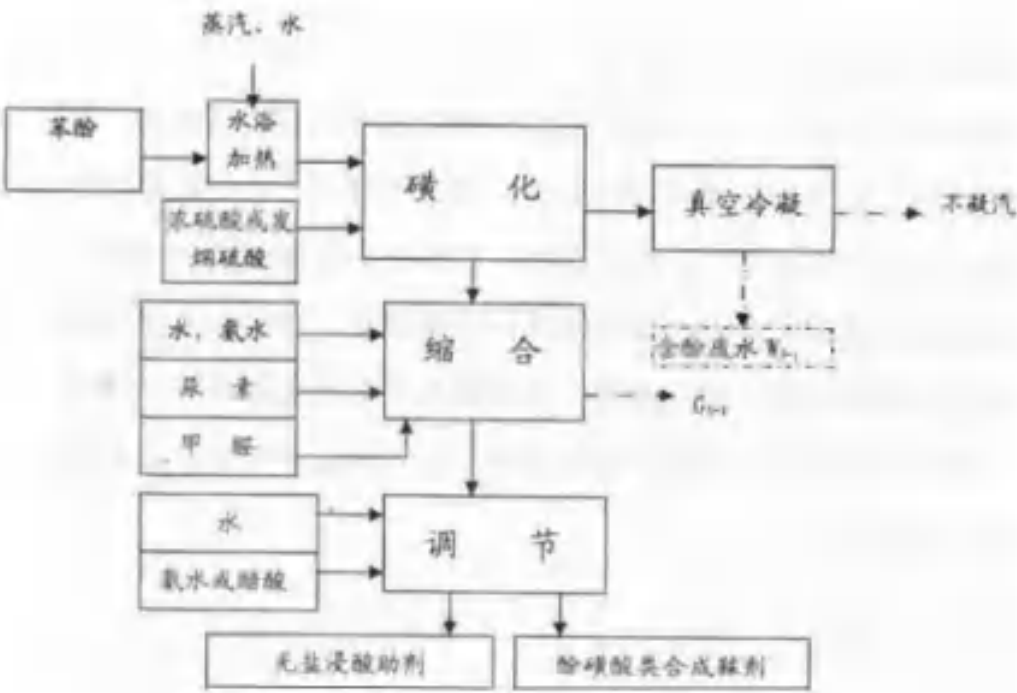 蒸汽、水
苯酚
水浴
加热
磺 化
真空冷凝
不凝汽
浓硫酸或发
烟硫酸
水，氨水
尿 量
甲 醛
缩 合
含酚废水 W
G
水
氨水或醋酸
调 节
无盐浸酸助剂
酚磺酸类合成鞣剂